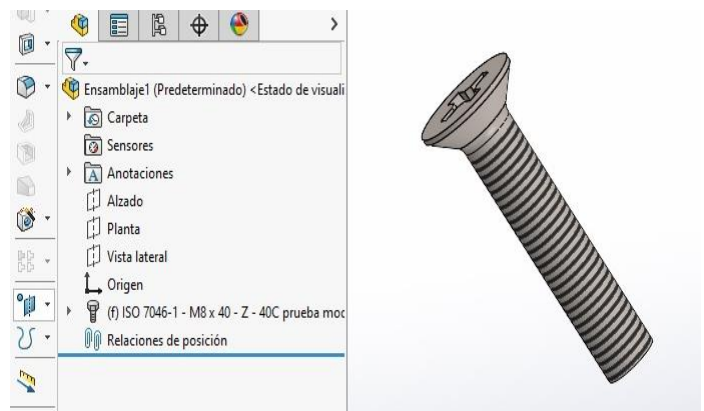 Ensamblaje1 (Predeterminado) <Estado de visuali
Carpeta
Sensores
Anotaciones
Alzado
Planta
Vista lateral
Origen
(f) ISO 7046-1 - M8 x 40 - Z - 40C prueba moc
Relaciones de posición